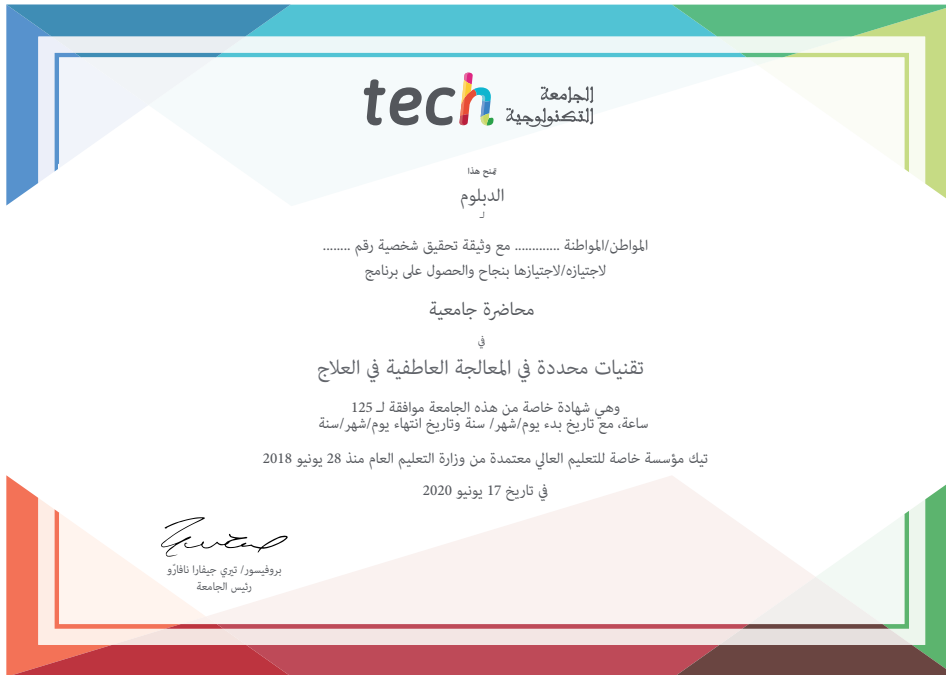 tech الجامعة
التكنولوجية
يمنح هذا
الدبلوم
لـ
المواطن/المواطنة ............ مع وثيقة تحقيق شخصية رقم ........
لاجتيازه/لاجتيازها بنجاح والحصول على برنامج
محاضرة جامعية
في
تقنيات محددة في المعالجة العاطفية في العلاج
وهي شهادة خاصة من هذه الجامعة موافقة لـ 125
ساعة، مع تاريخ بدء يوم/شهر/ سنة وتاريخ انتهاء يوم/شهر/سنة
تيك مؤسسة خاصة للتعليم العالي معتمدة من وزارة التعليم العام منذ 28 يونيو 2018
في تاريخ 17 يونيو 2020
بروفيسور/ تيري جيفارا نافارّو
رئيس الجامعة